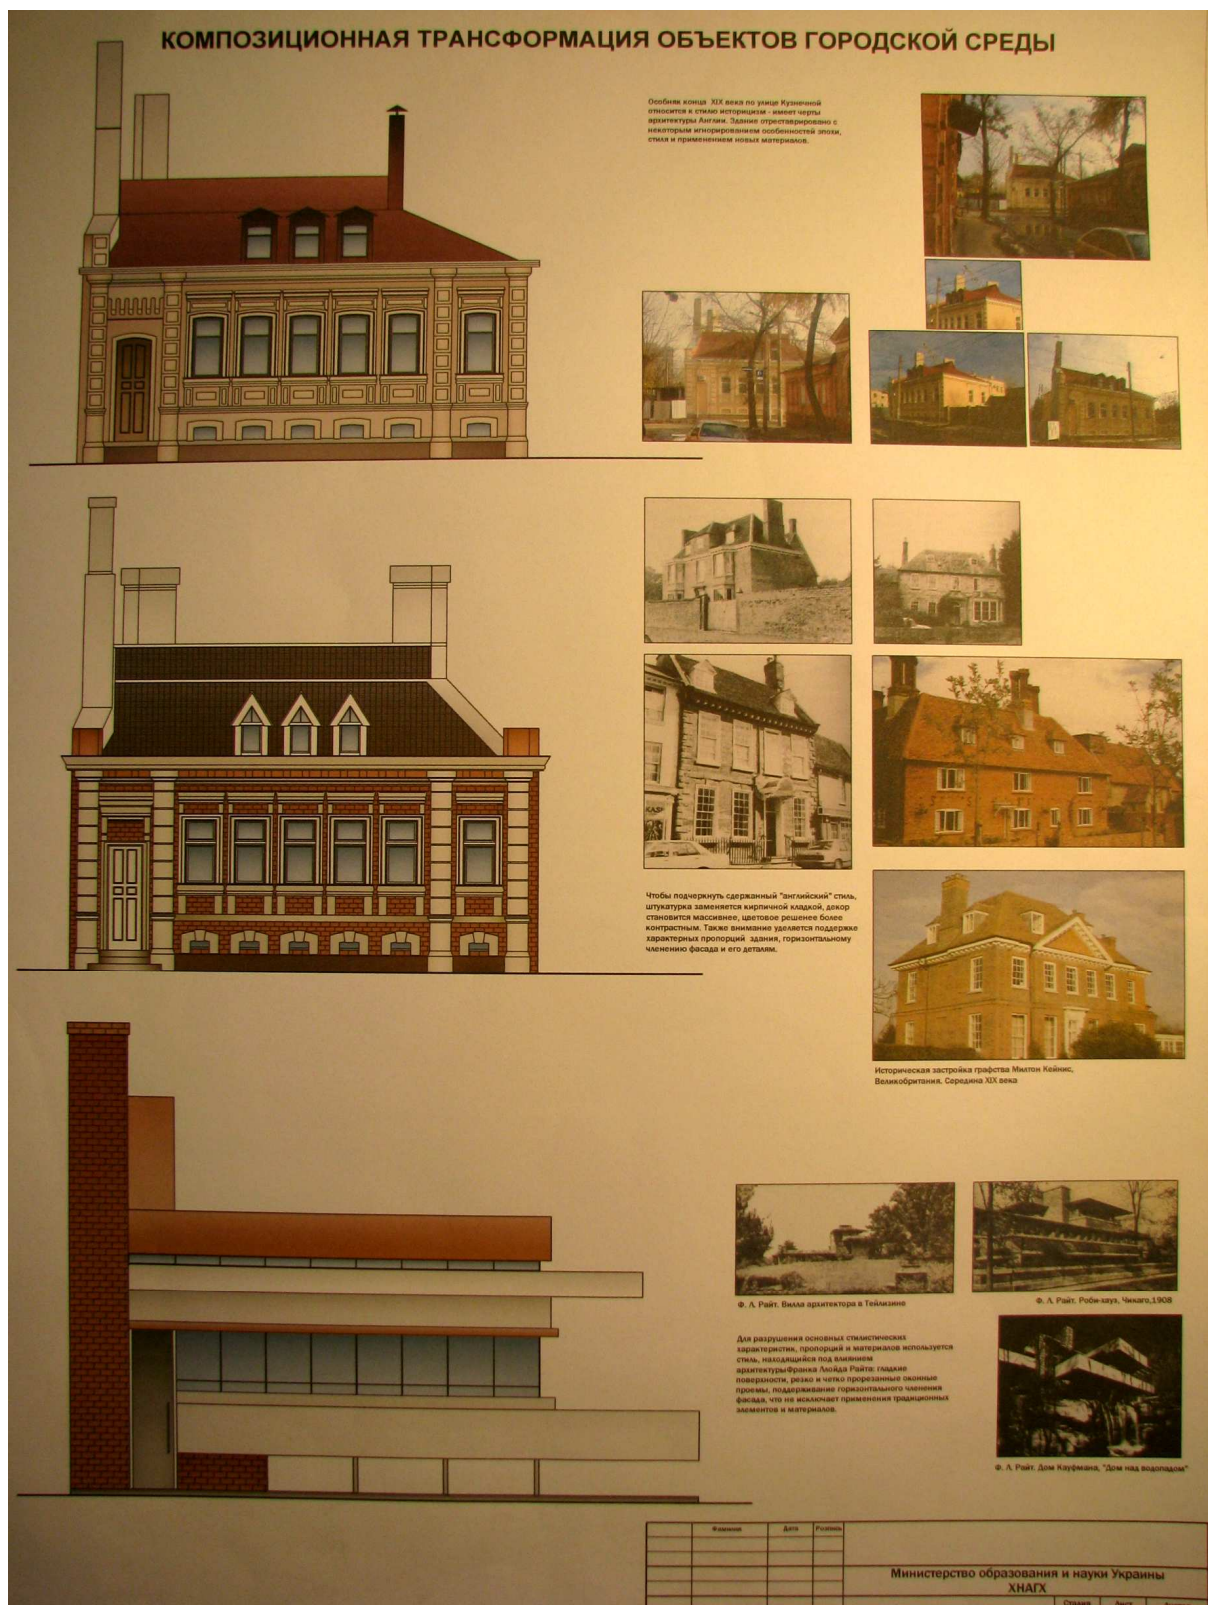 КОМПОЗИЦИОННАЯ ТРАНСФОРМАЦИЯ ОБЪЕКТОВ ГОРОДСКОЙ СРЕДЫ
Особняк конца XIX века по улице Кузнечной
относится к стилю историцизм - имеет черты
архитектуры Англии. Здание отреставрировано с
некоторым игнорированием особенностей эпохи,
стиля и применением новых материалов.
Чтобы подчеркнуть сдержанный "английский" стиль,
штукатурка заменяется кирпичной кладкой, декор
становится массивнее, цветовое решенее более
контрастным. Также внимание уделяется поддержке
характерных пропорций здания, горизонтальному
членению фасада и его деталям.
Историческая застройка графства Милтон Кейнис,
Великобритания. Середина XIX века
Ф. Л. Райт. Вилла архитектора в Тейлизине
Ф. Л. Райт. Роби-хауз, Чикаго,1908
Для разрушения основных стилистических
характеристик, пропорций и материалов используется
стиль, находящийся под влиянием
архитектурыФранка Ллойда Райта: гладкие
поверхности, резко и четко прорезанные оконные
проемы, поддерживание горизонтального членения
фасада, что не исключает применения традиционных
элементов и материалов.
Ф. Л. Райт. Дом Кауфмана, "Дом над водопадом"
Фамилия Дата Роспись
Министерство образования и науки Украины
ХНАГХ
Стадия Лист